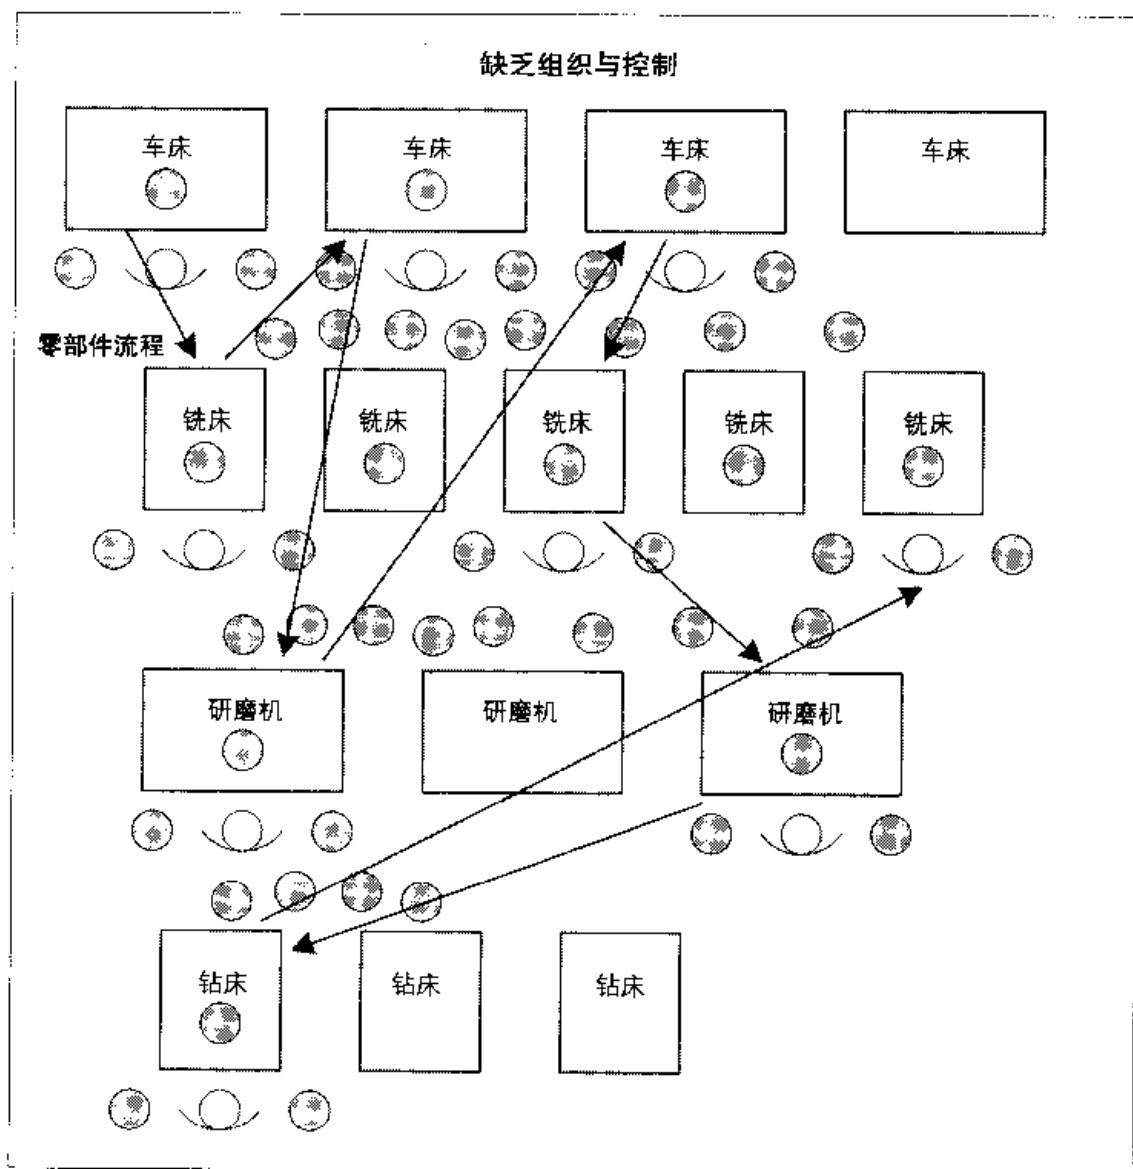 缺乏组织与控制
车床 车床 车床 车床
零部件流程
铣床 铣床 铣床 铣床 铣床
研磨机 研磨机 研磨机
钻床 钻床 钻床